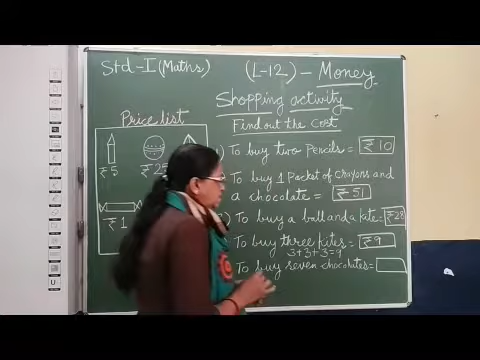 Std-I (Maths)
(L-12) - Money
Shopping activity
Price list
Find out the cost
₹5
₹25
₹1
1) To buy two pencils = ₹10
To buy 1 Packet of crayons and
a chocolate = ₹51
) To buy a ball and a kite = ₹28
) To buy three kites = ₹9
3+3+3=9
To buy seven chocolates =